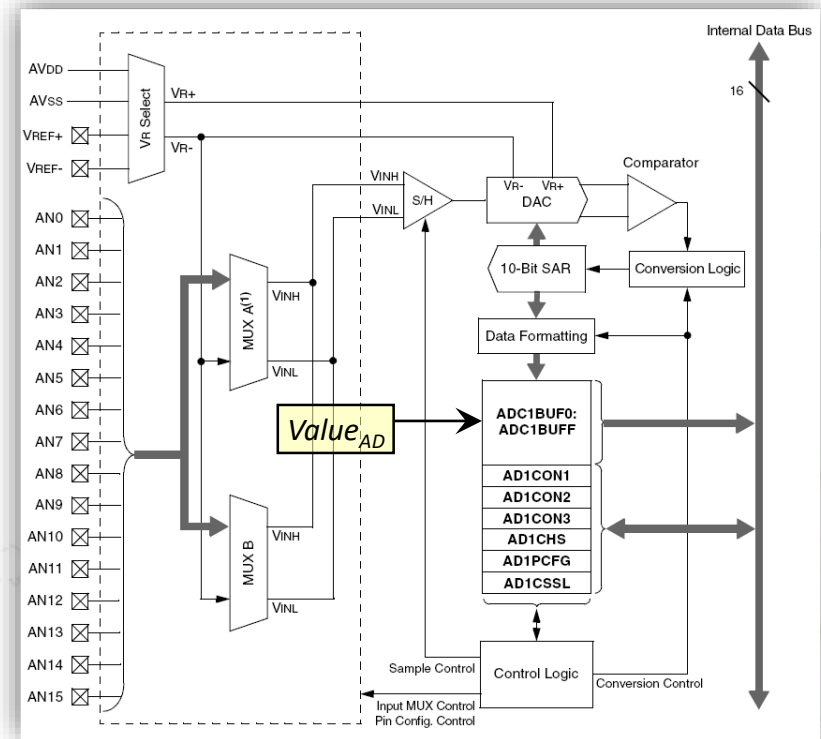 Internal Data Bus
AVDD
AVSS
VREF+
VREF-
VR Select
VR+
VR-
16
Comparator
VINH
VINL
S/H
VR- VR+
DAC
AN0
AN1
AN2
AN3
AN4
AN5
AN6
AN7
AN8
AN9
AN10
AN11
AN12
AN13
AN14
AN15
MUX A(1)
VINH
VINL
10-Bit SAR
Conversion Logic
Data Formatting
ValueAD
ADC1BUF0:
ADC1BUFF
AD1CON1
AD1CON2
AD1CON3
AD1CHS
AD1PCFG
AD1CSSL
MUX B
VINH
VINL
Sample Control
Control Logic
Conversion Control
Input MUX Control
Pin Config. Control